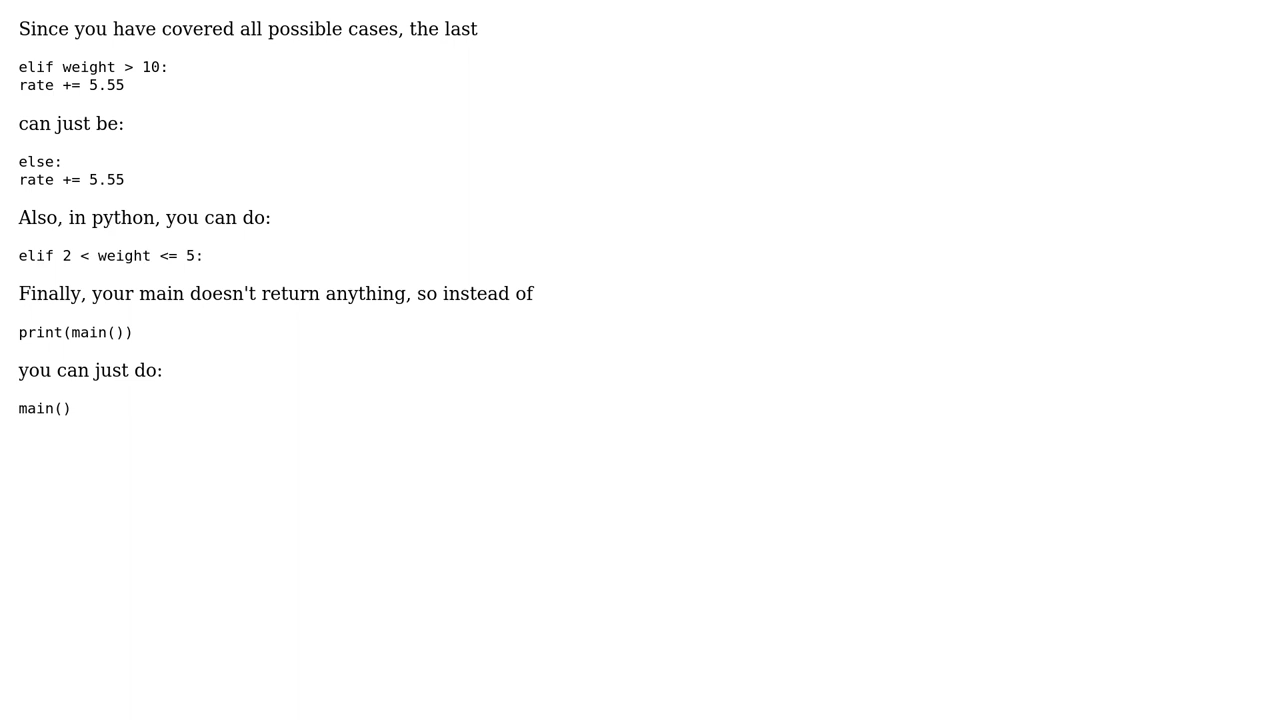 Since you have covered all possible cases, the last
elif weight > 10:
rate += 5.55
can just be:
else:
rate += 5.55
Also, in python, you can do:
elif 2 < weight <= 5:
Finally, your main doesn't return anything, so instead of
print(main())
you can just do:
main()